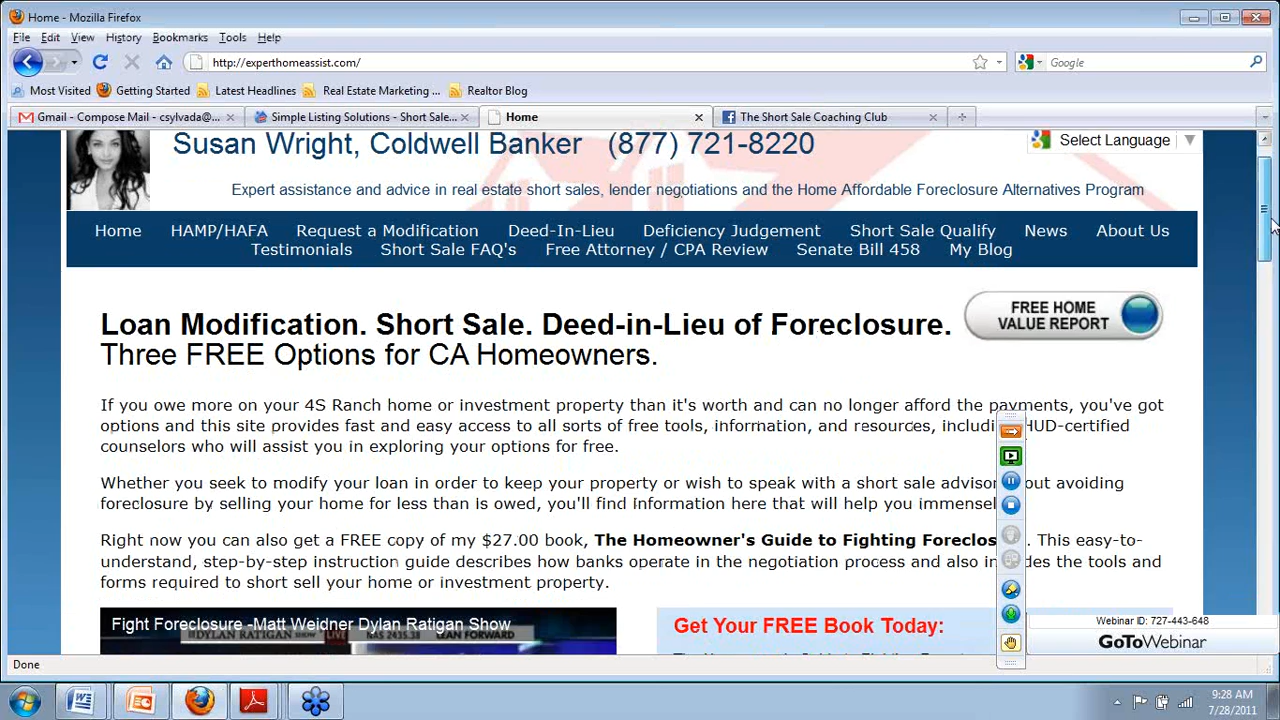 Home - Mozilla Firefox
File Edit View History Bookmarks Tools Help
http://experthomeassist.com/
Google
Most Visited Getting Started Latest Headlines Real Estate Marketing ... Realtor Blog
Gmail - Compose Mail - csylvada@... Simple Listing Solutions - Short Sale... Home The Short Sale Coaching Club
Susan Wright, Coldwell Banker (877) 721-8220
Select Language
Expert assistance and advice in real estate short sales, lender negotiations and the Home Affordable Foreclosure Alternatives Program
Home HAMP/HAFA Request a Modification Deed-In-Lieu Deficiency Judgement Short Sale Qualify News About Us
Testimonials Short Sale FAQ's Free Attorney / CPA Review Senate Bill 458 My Blog
Loan Modification. Short Sale. Deed-in-Lieu of Foreclosure.
Three FREE Options for CA Homeowners.
FREE HOME
VALUE REPORT
If you owe more on your 4S Ranch home or investment property than it's worth and can no longer afford the payments, you've got
options and this site provides fast and easy access to all sorts of free tools, information, and resources, includi HUD-certified
counselors who will assist you in exploring your options for free.
Whether you seek to modify your loan in order to keep your property or wish to speak with a short sale advisor out avoiding
foreclosure by selling your home for less than is owed, you'll find information here that will help you immensel
Right now you can also get a FREE copy of my $27.00 book, The Homeowner's Guide to Fighting Foreclos . This easy-to-
understand, step-by-step instruction guide describes how banks operate in the negotiation process and also i des the tools and
forms required to short sell your home or investment property.
Fight Foreclosure -Matt Weidner Dylan Ratigan Show
DYLAN RATIGAN SHOW LIVE NAS 2435.38 LEAN FORWARD
Get Your FREE Book Today:
Webinar ID: 727-443-648
GoToWebinar
Done
9:28 AM
7/28/2011